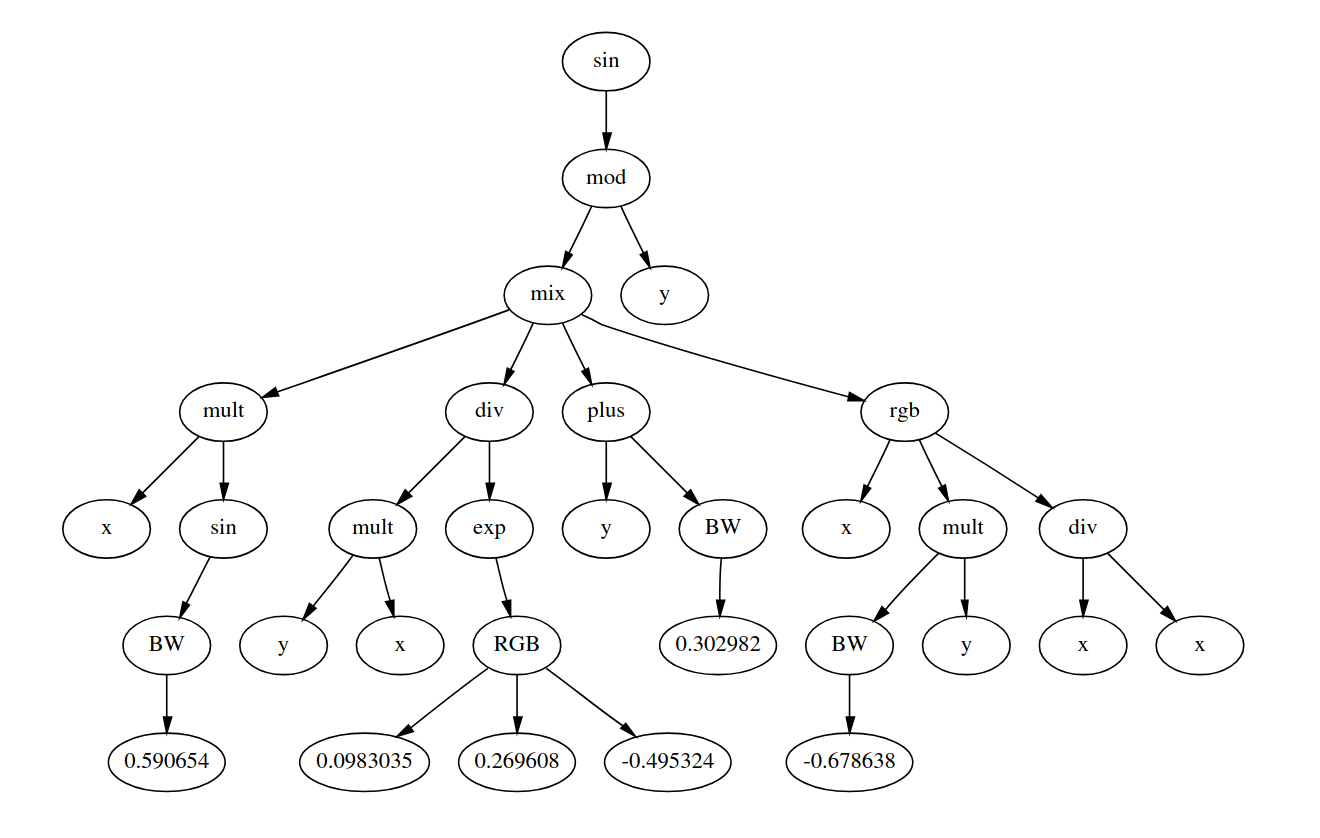 sin
mod
mix y
mult div plus rgb
x sin mult exp y BW x mult div
BW y x RGB 0.302982 BW y x x
0.590654 0.0983035 0.269608 -0.495324 -0.678638